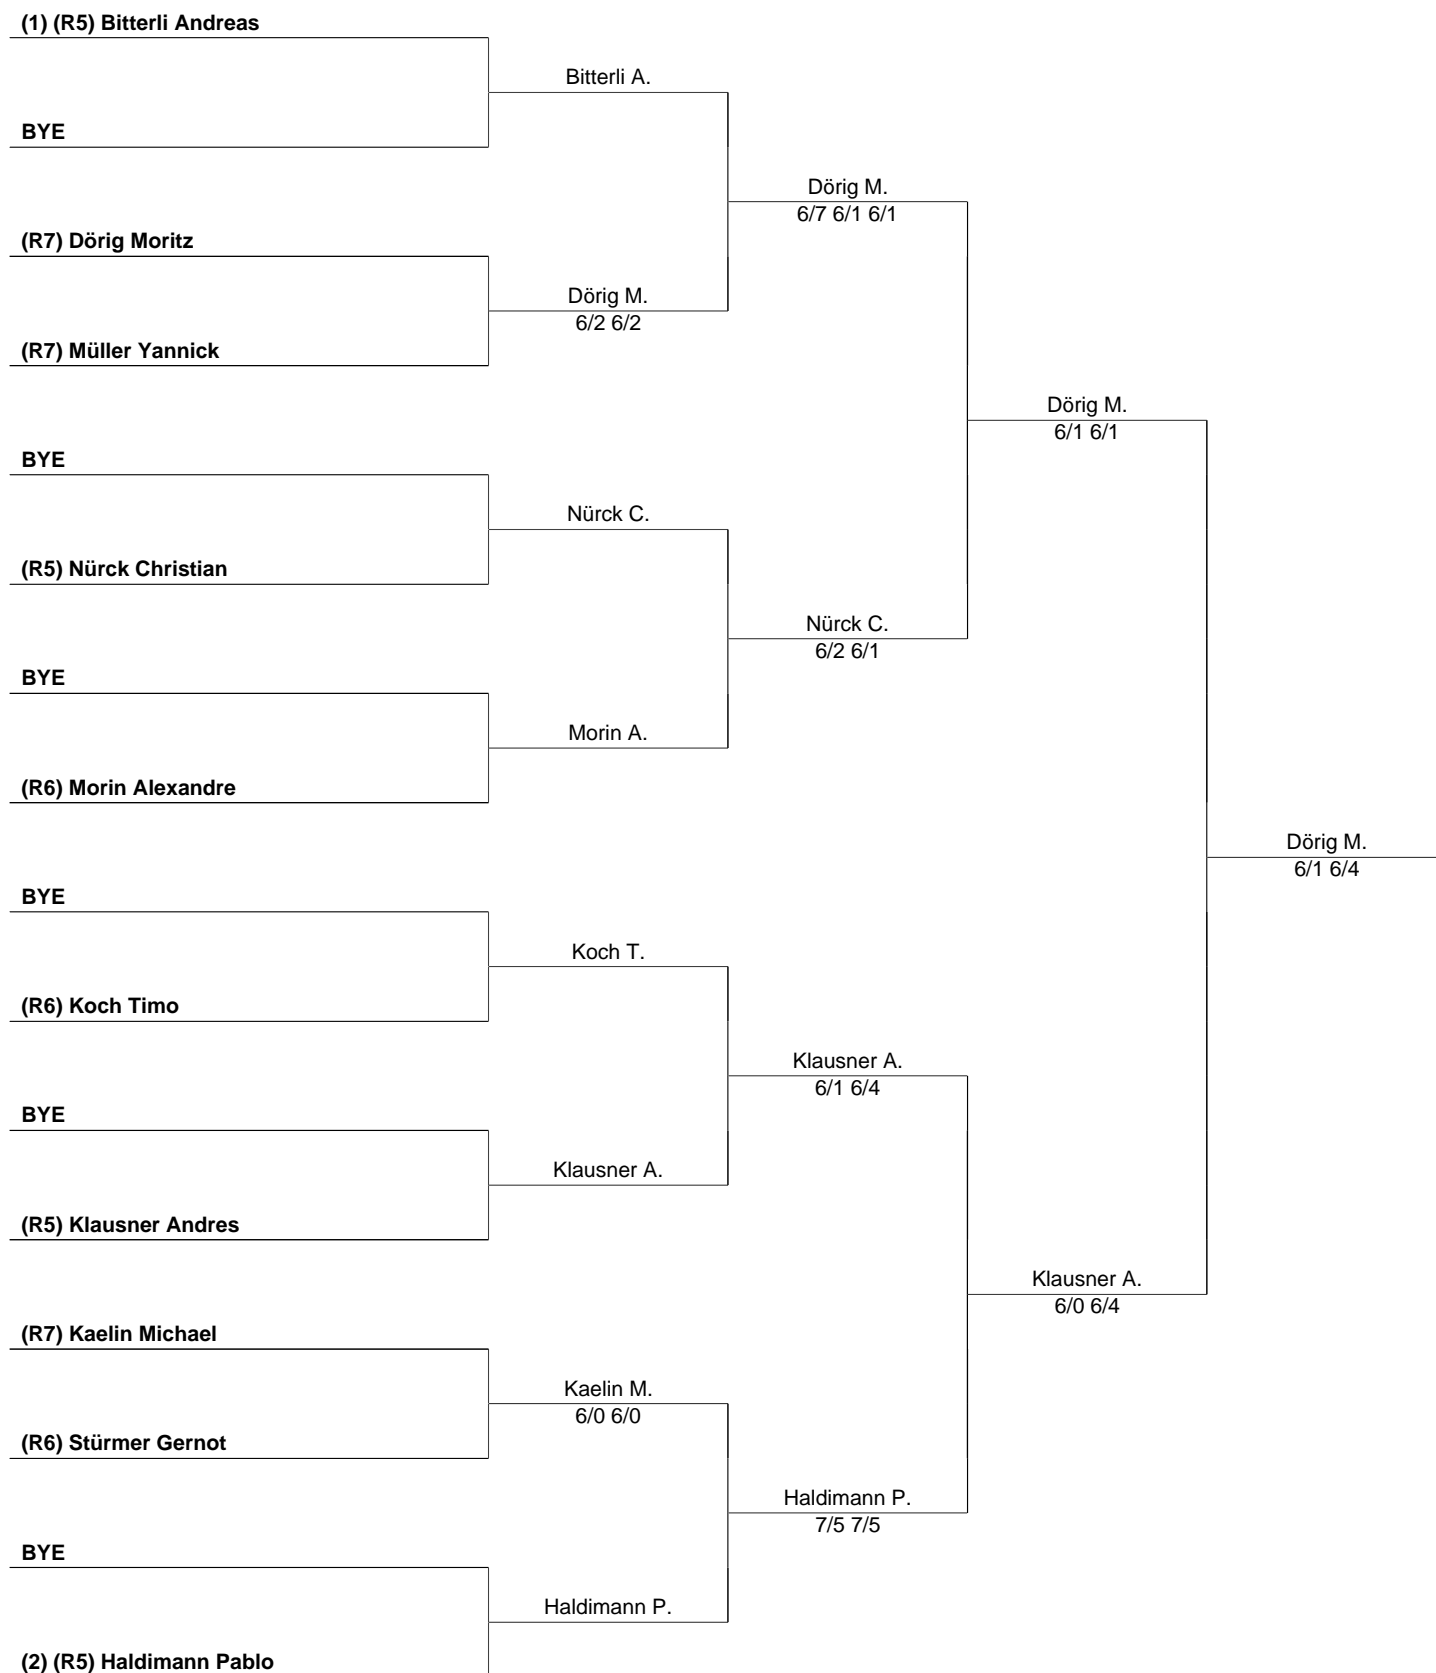 (1) (R5) Bitterli Andreas
Bitterli A.
BYE
Dörig M.
6/7 6/1 6/1
(R7) Dörig Moritz
Dörig M.
6/2 6/2
(R7) Müller Yannick
Dörig M.
6/1 6/1
BYE
Nürck C.
(R5) Nürck Christian
Nürck C.
6/2 6/1
BYE
Morin A.
(R6) Morin Alexandre
Dörig M.
6/1 6/4
BYE
Koch T.
(R6) Koch Timo
Klausner A.
6/1 6/4
BYE
Klausner A.
(R5) Klausner Andres
Klausner A.
6/0 6/4
(R7) Kaelin Michael
Kaelin M.
6/0 6/0
(R6) Stürmer Gernot
Haldimann P.
7/5 7/5
BYE
Haldimann P.
(2) (R5) Haldimann Pablo